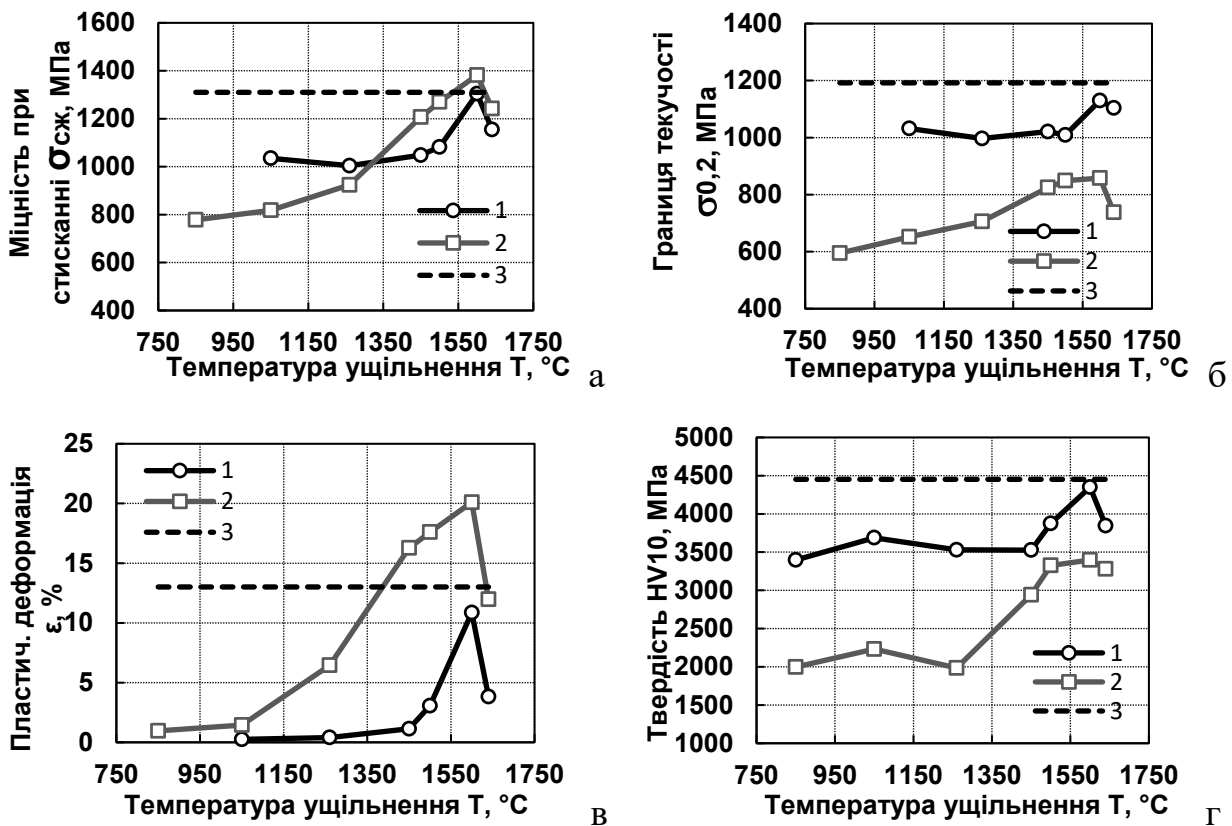 Міцність при
стисканні σсж, МПа
1600
1400
1200
1000
800
600
400
1
2
3
750 950 1150 1350 1550 1750
Температура ущільнення Т, °С
а
Границя текучості
σ0,2, МПа
1400
1200
1000
800
600
400
1
2
3
750 950 1150 1350 1550 1750
Температура ущільнення Т, °С
б
Пластич. деформація
ε, %
25
20
15
10
5
0
1
2
3
750 950 1150 1350 1550 1750
Температура ущільнення Т, °С
в
Твердість HV10, МПа
5000
4500
4000
3500
3000
2500
2000
1500
1000
1
2
3
750 950 1150 1350 1550 1750
Температура ущільнення Т, °С
г